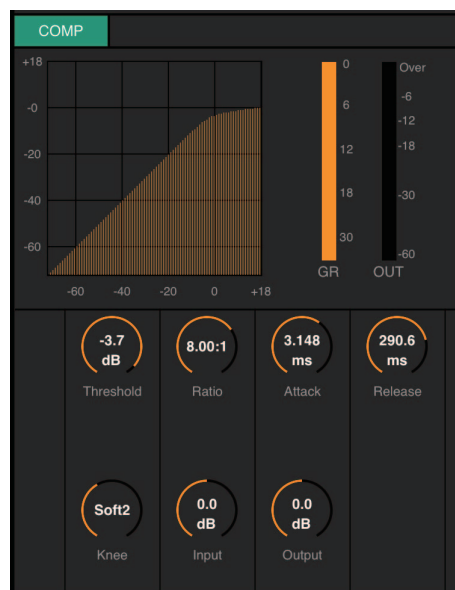 COMP
+18
-0
-20
-40
-60
-60 -40 -20 0 +18
0
6
12
18
30
GR
Over
-6
-12
-18
-30
-60
OUT
-3.7
dB
Threshold
8.00:1
Ratio
3.148
ms
Attack
290.6
ms
Release
Soft2
Knee
0.0
dB
Input
0.0
dB
Output